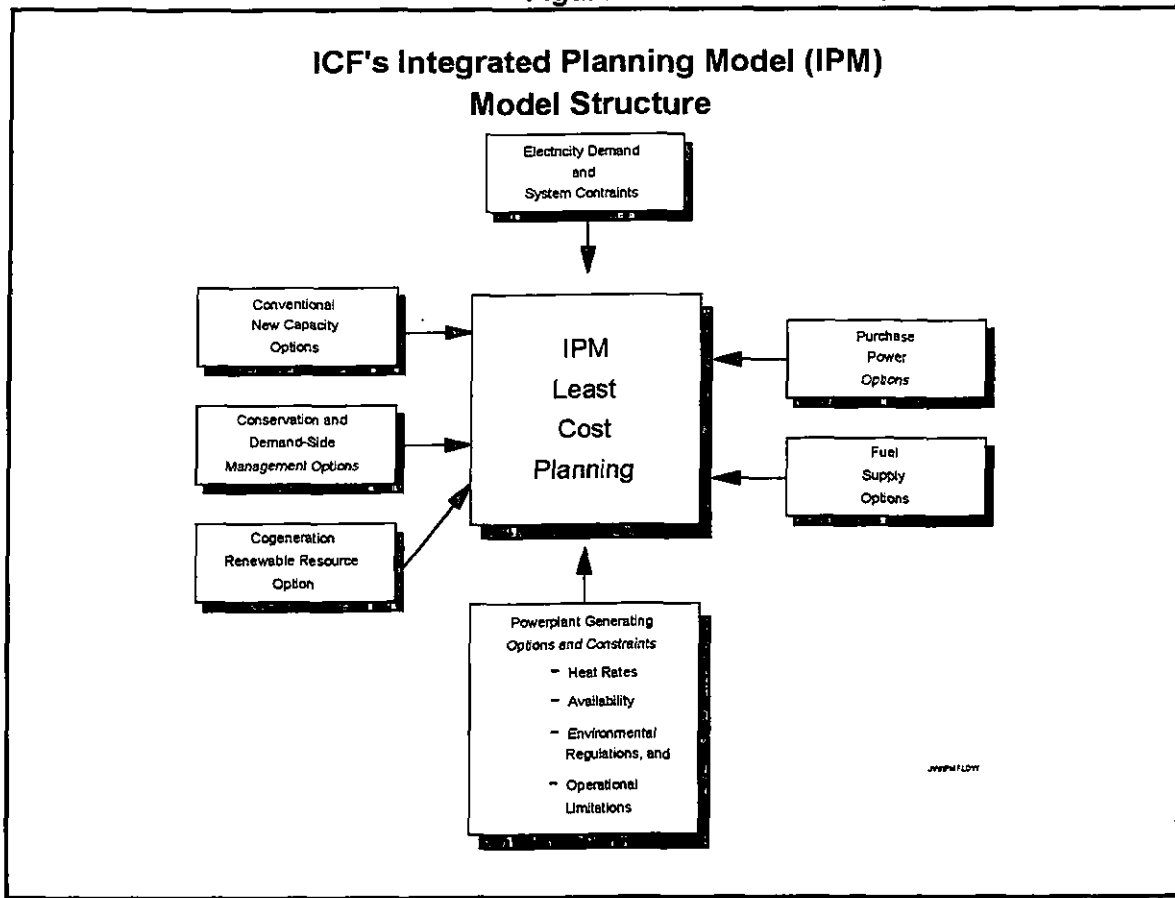 ICF's Integrated Planning Model (IPM)
Model Structure
Electricity Demand
and
System Contraints
Conventional
New Capacity
Options
IPM
Least
Cost
Planning
Purchase
Power
Options
Conservation and
Demand-Side
Management Options
Fuel
Supply
Options
Cogeneration
Renewable Resource
Option
Powerplant Generating
Options and Constraints
- Heat Rates
- Availability
- Environmental
Regulations, and
- Operational
Limitations